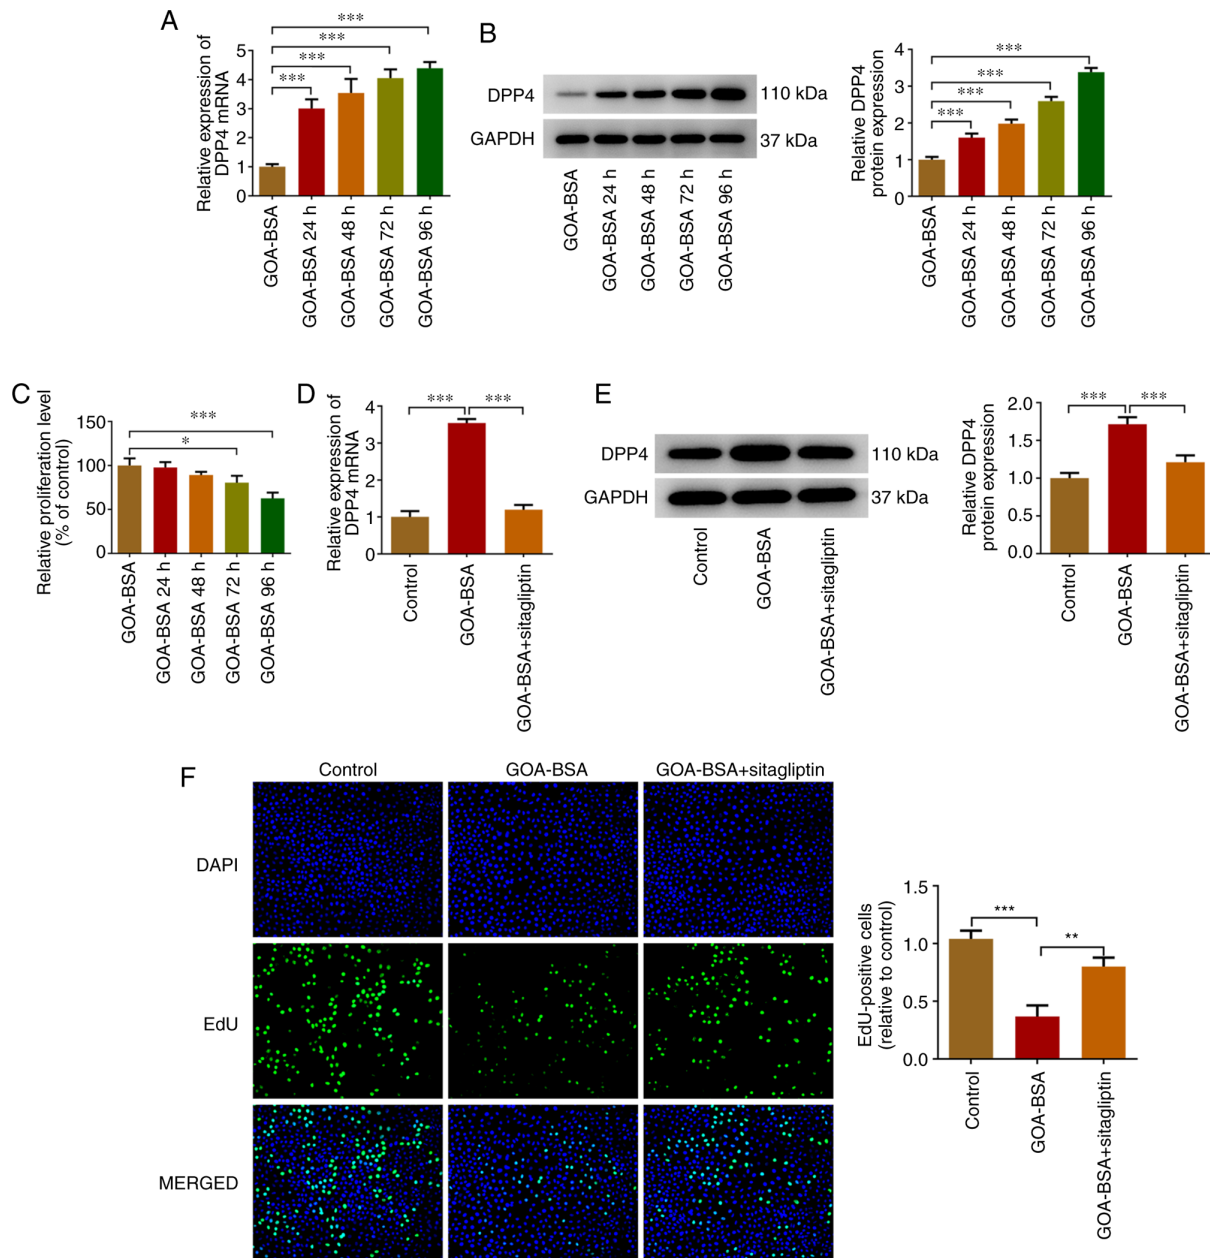 A
Relative expression of
DPP4 mRNA
5
4
3
2
1
0
***
***
***
***
GOA-BSA
GOA-BSA 24 h
GOA-BSA 48 h
GOA-BSA 72 h
GOA-BSA 96 h
B
DPP4
110 kDa
GAPDH
37 kDa
GOA-BSA
GOA-BSA 24 h
GOA-BSA 48 h
GOA-BSA 72 h
GOA-BSA 96 h
Relative DPP4
protein expression
4
3
2
1
0
***
***
***
***
GOA-BSA
GOA-BSA 24 h
GOA-BSA 48 h
GOA-BSA 72 h
GOA-BSA 96 h
C
Relative proliferation level
(% of control)
150
100
50
0
***
*
GOA-BSA
GOA-BSA 24 h
GOA-BSA 48 h
GOA-BSA 72 h
GOA-BSA 96 h
D
Relative expression of
DPP4 mRNA
4
3
2
1
0
***
***
Control
GOA-BSA
GOA-BSA+sitagliptin
E
DPP4
110 kDa
GAPDH
37 kDa
Control
GOA-BSA
GOA-BSA+sitagliptin
Relative DPP4
protein expression
2.0
1.5
1.0
0.5
0.0
***
***
Control
GOA-BSA
GOA-BSA+sitagliptin
F
Control
GOA-BSA
GOA-BSA+sitagliptin
DAPI
EdU
MERGED
EdU-positive cells
(relative to control)
1.5
1.0
0.5
0.0
***
**
Control
GOA-BSA
GOA-BSA+sitagliptin